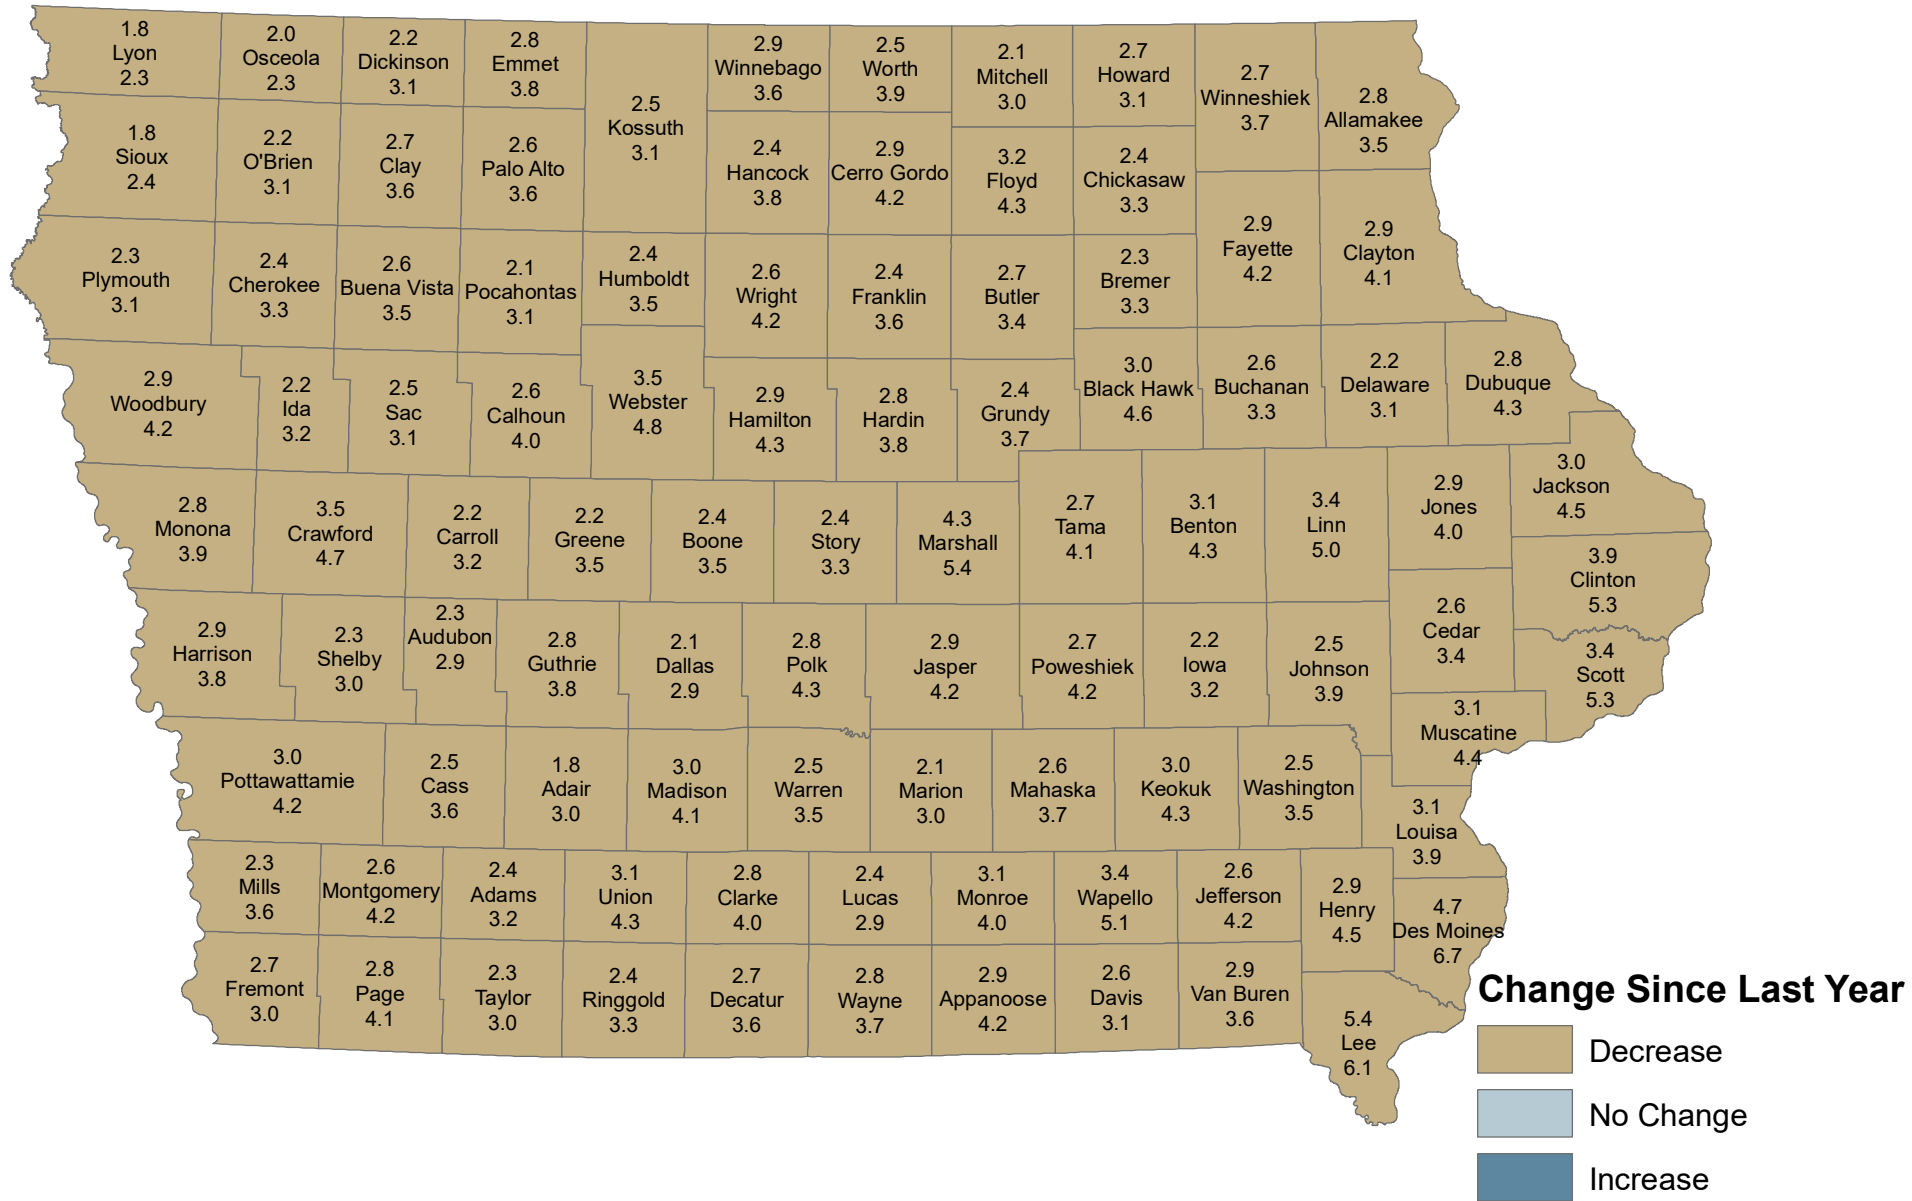 1.8
Lyon
2.3
2.0
Osceola
2.3
2.2
Dickinson
3.1
2.8
Emmet
3.8
2.5
Kossuth
3.1
2.9
Winnebago
3.6
2.5
Worth
3.9
2.1
Mitchell
3.0
2.7
Howard
3.1
2.7
Winneshiek
3.7
2.8
Allamakee
3.5
1.8
Sioux
2.4
2.2
O'Brien
3.1
2.7
Clay
3.6
2.6
Palo Alto
3.6
2.4
Hancock
3.8
2.9
Cerro Gordo
4.2
3.2
Floyd
4.3
2.4
Chickasaw
3.3
2.3
Plymouth
3.1
2.4
Cherokee
3.3
2.6
Buena Vista
3.5
2.1
Pocahontas
3.1
2.4
Humboldt
3.5
2.6
Wright
4.2
2.4
Franklin
3.6
2.7
Butler
3.4
2.3
Bremer
3.3
2.9
Fayette
4.2
2.9
Clayton
4.1
2.9
Woodbury
4.2
2.2
Ida
3.2
2.5
Sac
3.1
2.6
Calhoun
4.0
3.5
Webster
4.8
2.9
Hamilton
4.3
2.8
Hardin
3.8
2.4
Grundy
3.7
3.0
Black Hawk
4.6
2.6
Buchanan
3.3
2.2
Delaware
3.1
2.8
Dubuque
4.3
2.8
Monona
3.9
3.5
Crawford
4.7
2.2
Carroll
3.2
2.2
Greene
3.5
2.4
Boone
3.5
2.4
Story
3.3
4.3
Marshall
5.4
2.7
Tama
4.1
3.1
Benton
4.3
3.4
Linn
5.0
2.9
Jones
4.0
3.0
Jackson
4.5
3.9
Clinton
5.3
2.9
Harrison
3.8
2.3
Shelby
3.0
2.3
Audubon
2.9
2.8
Guthrie
3.8
2.1
Dallas
2.9
2.8
Polk
4.3
2.9
Jasper
4.2
2.7
Poweshiek
4.2
2.2
Iowa
3.2
2.5
Johnson
3.9
2.6
Cedar
3.4
3.4
Scott
5.3
3.1
Muscatine
4.4
3.0
Pottawattamie
4.2
2.5
Cass
3.6
1.8
Adair
3.0
3.0
Madison
4.1
2.5
Warren
3.5
2.1
Marion
3.0
2.6
Mahaska
3.7
3.0
Keokuk
4.3
2.5
Washington
3.5
3.1
Louisa
3.9
2.3
Mills
3.6
2.6
Montgomery
4.2
2.4
Adams
3.2
3.1
Union
4.3
2.8
Clarke
4.0
2.4
Lucas
2.9
3.1
Monroe
4.0
3.4
Wapello
5.1
2.6
Jefferson
4.2
2.9
Henry
4.5
4.7
Des Moines
6.7
2.7
Fremont
3.0
2.8
Page
4.1
2.3
Taylor
3.0
2.4
Ringgold
3.3
2.7
Decatur
3.6
2.8
Wayne
3.7
2.9
Appanoose
4.2
2.6
Davis
3.1
2.9
Van Buren
3.6
5.4
Lee
6.1
Change Since Last Year
Decrease
No Change
Increase